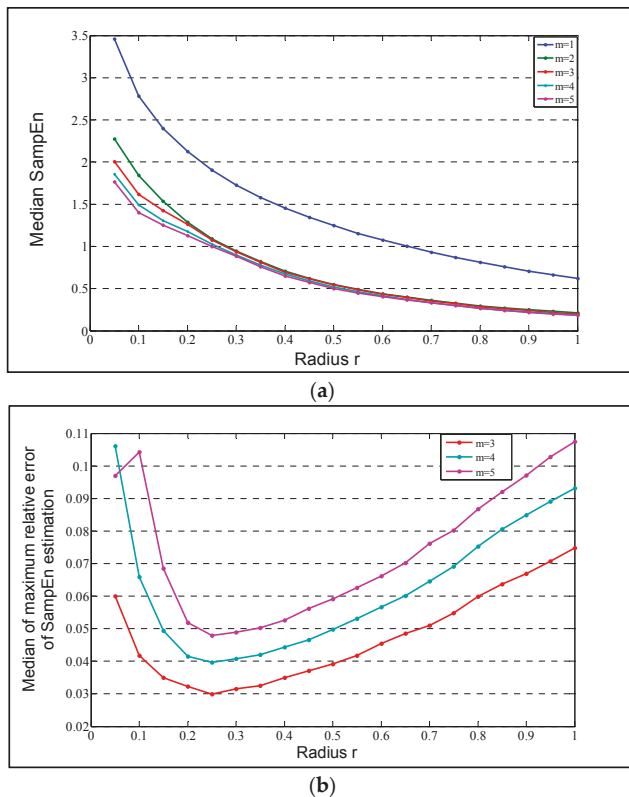 3.5
3
2.5
2
1.5
1
0.5
0
Median SampEn
m=1
m=2
m=3
m=4
m=5
0 0.1 0.2 0.3 0.4 0.5 0.6 0.7 0.8 0.9 1
Radius r
(a)
0.11
0.1
0.09
0.08
0.07
0.06
0.05
0.04
0.03
0.02
Median of maximum relative error
of SampEn estimation
m=3
m=4
m=5
0 0.1 0.2 0.3 0.4 0.5 0.6 0.7 0.8 0.9 1
Radius r
(b)